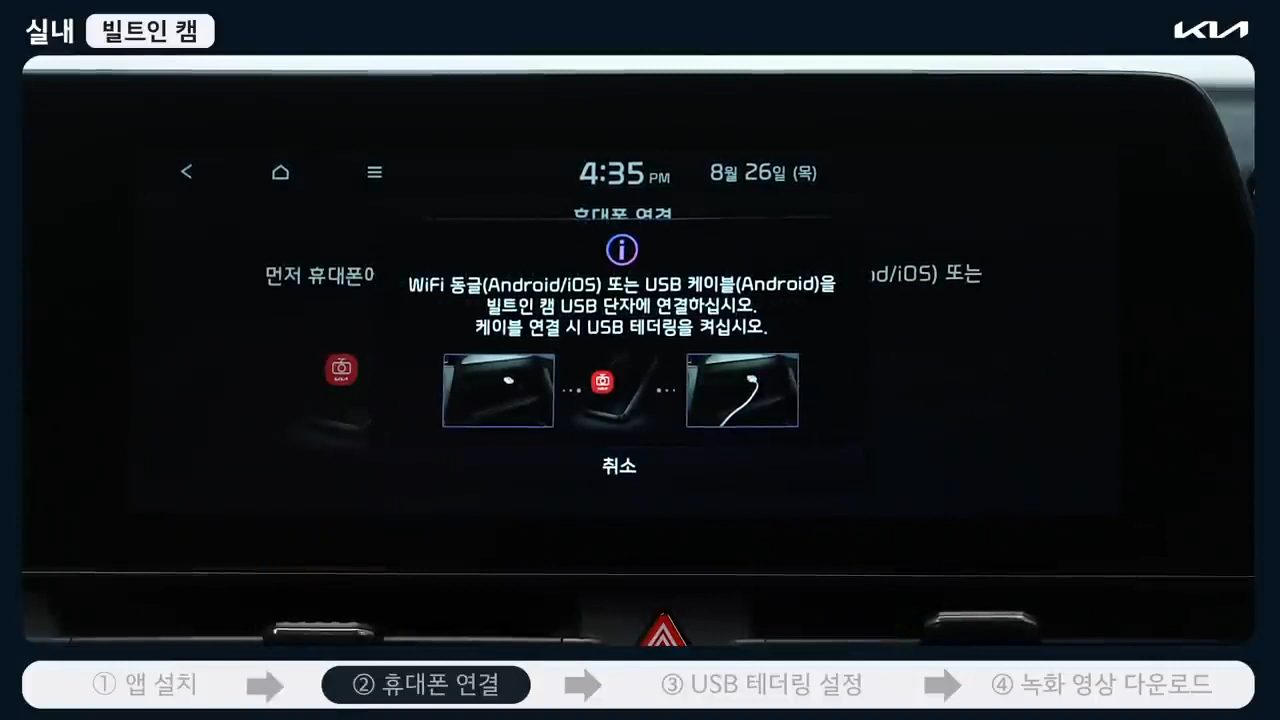 실내 빌트인 캠
KIA
4:35 PM 8월 26일 (목)
휴대폰 연결
먼저 휴대폰에
d/iOS) 또는
WiFi 동글(Android/iOS) 또는 USB 케이블(Android)을
빌트인 캠 USB 단자에 연결하십시오.
케이블 연결 시 USB 테더링을 켜십시오.
취소
① 앱 설치
② 휴대폰 연결
③ USB 테더링 설정
④ 녹화 영상 다운로드